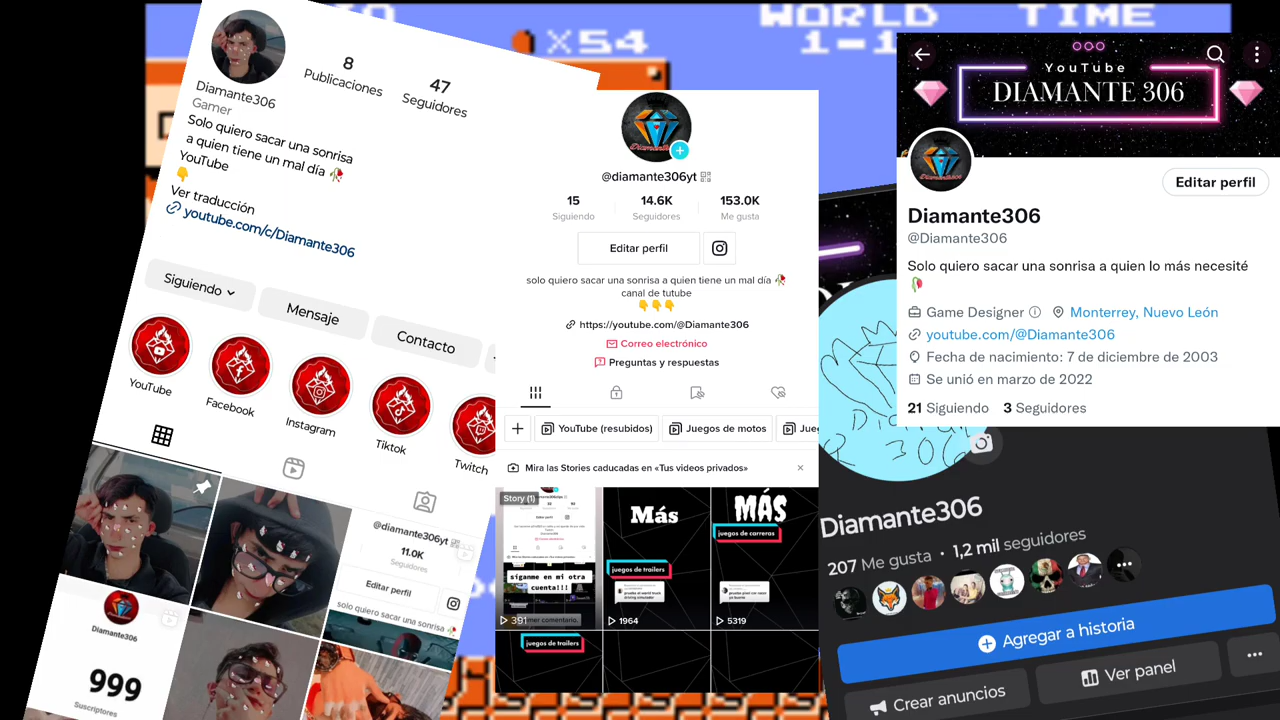 WORLD
TIME
×54
1-1
8
Publicaciones
47
Seguidores
Diamante306
Gamer
Solo quiero sacar una sonrisa
a quien tiene un mal día 🥀
YouTube
👇
Ver traducción
youtube.com/c/Diamante306
Siguiendo
Mensaje
Contacto
YouTube
Facebook
Instagram
Tiktok
Twitch
@diamante306yt
11.0K
Seguidores
Editar perfil
solo quiero sacar una sonrisa
Diamante306
999
Suscriptores
@diamante306yt
15
Siguiendo
14.6K
Seguidores
153.0K
Me gusta
Editar perfil
solo quiero sacar una sonrisa a quien tiene un mal día 🥀
canal de tutube
👇👇👇
https://youtube.com/@Diamante306
Correo electrónico
Preguntas y respuestas
YouTube (resubidos)
Juegos de motos
Jueg
Mira las Stories caducadas en «Tus videos privados»
Story (1)
síganme en mi otra
cuenta!!!
391
Más
juegos de trailers
1964
MÁS
juegos de carreras
5319
juegos de trailers
YouTube
DIAMANTE 306
Editar perfil
Diamante306
@Diamante306
Solo quiero sacar una sonrisa a quien lo más necesité
🥀
Game Designer
Monterrey, Nuevo León
youtube.com/@Diamante306
Fecha de nacimiento: 7 de diciembre de 2003
Se unió en marzo de 2022
21 Siguiendo
3 Seguidores
Diamante306
207 Me gusta • 1,2 mil seguidores
Agregar a historia
Crear anuncios
Ver panel